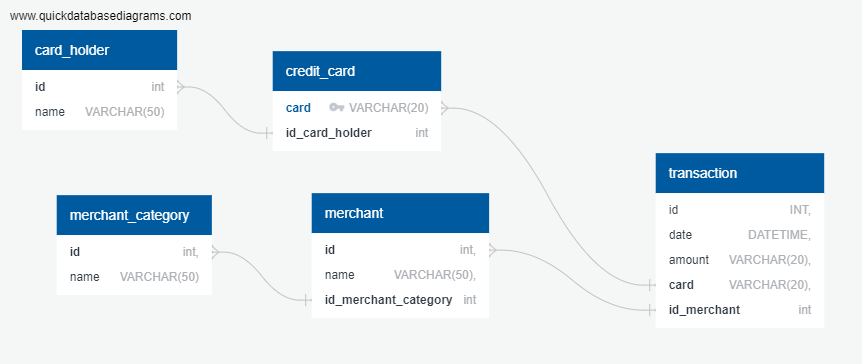 www.quickdatabasediagrams.com
card_holder
id int
name VARCHAR(50)
credit_card
card VARCHAR(20)
id_card_holder int
merchant_category
id int,
name VARCHAR(50)
merchant
id int,
name VARCHAR(50),
id_merchant_category int
transaction
id INT,
date DATETIME,
amount VARCHAR(20),
card VARCHAR(20),
id_merchant int